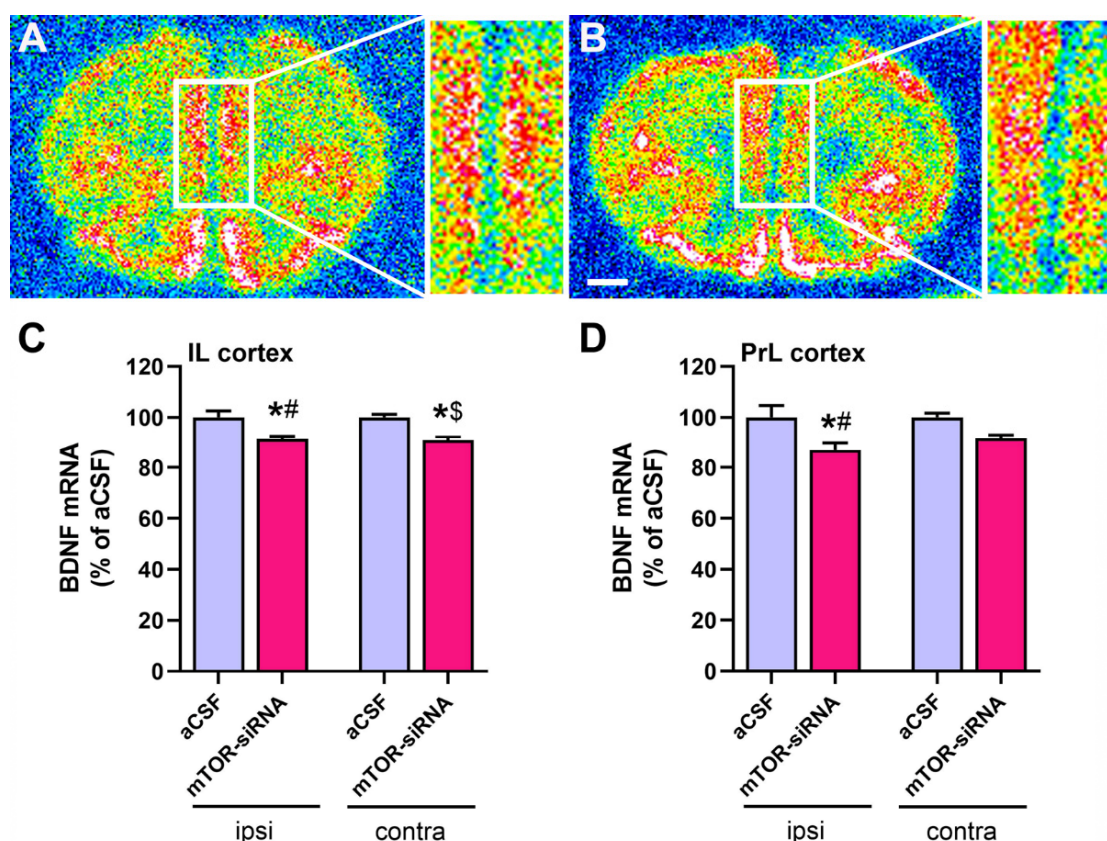 A
B
C
IL cortex
BDNF mRNA
(% of aCSF)
120
100
80
60
40
20
0
*#
*$
aCSF
mTOR-siRNA
aCSF
mTOR-siRNA
ipsi
contra
D
PrL cortex
BDNF mRNA
(% of aCSF)
120
100
80
60
40
20
0
*#
aCSF
mTOR-siRNA
aCSF
mTOR-siRNA
ipsi
contra